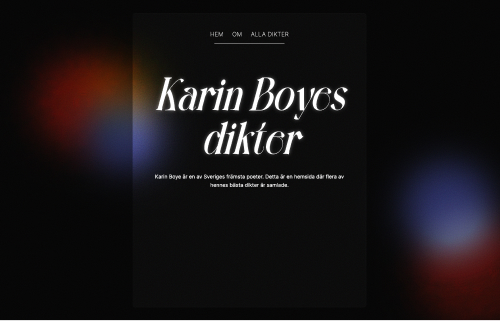 HEM OM ALLA DIKTER
Karin Boyes
dikter
Karin Boye är en av Sveriges främsta poeter. Detta är en hemsida där flera av
hennes bästa dikter är samlade.